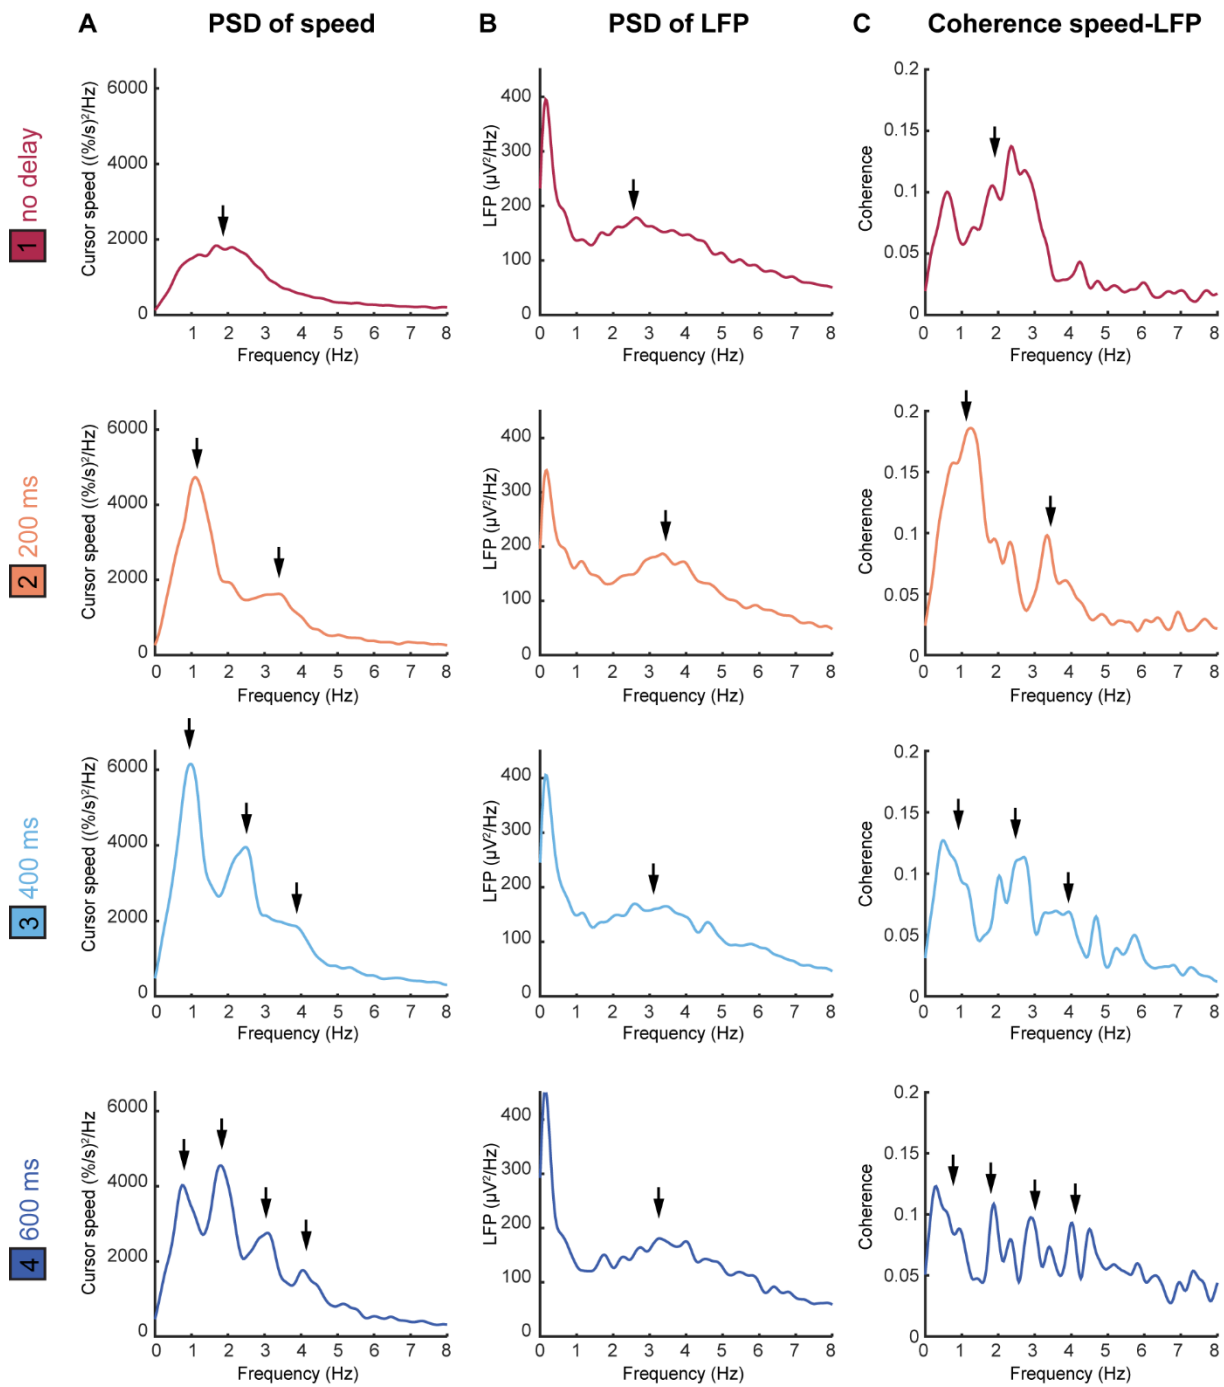 A PSD of speed B PSD of LFP C Coherence speed-LFP
1 no delay
Cursor speed ((%/s)²/Hz)
6000
4000
2000
0
1 2 3 4 5 6 7 8
Frequency (Hz)
LFP (µV²/Hz)
400
300
200
100
0
0 1 2 3 4 5 6 7 8
Frequency (Hz)
Coherence
0.2
0.15
0.1
0.05
0
0 1 2 3 4 5 6 7 8
Frequency (Hz)
2 200 ms
Cursor speed ((%/s)²/Hz)
6000
4000
2000
0
1 2 3 4 5 6 7 8
Frequency (Hz)
LFP (µV²/Hz)
400
300
200
100
0
0 1 2 3 4 5 6 7 8
Frequency (Hz)
Coherence
0.2
0.15
0.1
0.05
0
0 1 2 3 4 5 6 7 8
Frequency (Hz)
3 400 ms
Cursor speed ((%/s)²/Hz)
6000
4000
2000
0
1 2 3 4 5 6 7 8
Frequency (Hz)
LFP (µV²/Hz)
400
300
200
100
0
0 1 2 3 4 5 6 7 8
Frequency (Hz)
Coherence
0.2
0.15
0.1
0.05
0
0 1 2 3 4 5 6 7 8
Frequency (Hz)
4 600 ms
Cursor speed (%/s)²/Hz
6000
4000
2000
0
1 2 3 4 5 6 7 8
Frequency (Hz)
LFP (µV²/Hz)
400
300
200
100
0
0 1 2 3 4 5 6 7 8
Frequency (Hz)
Coherence
0.2
0.15
0.1
0.05
0
0 1 2 3 4 5 6 7 8
Frequency (Hz)